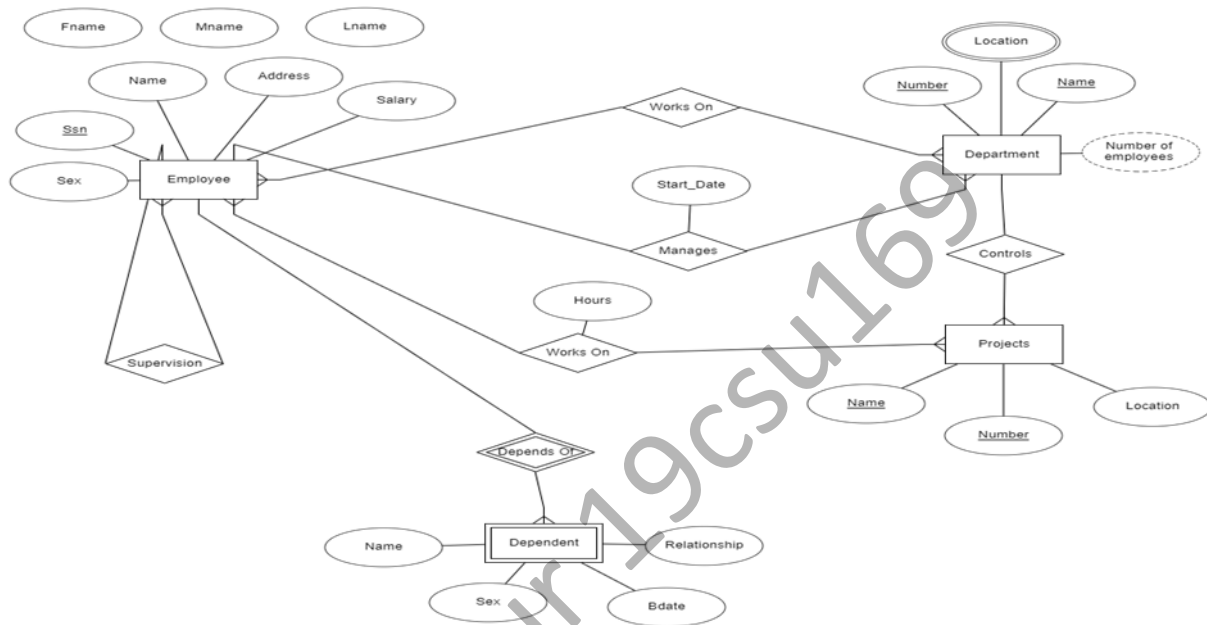 Fname
Mname
Lname
Location
Name
Address
Number
Name
Salary
Works On
Ssn
Number of
employees
Department
Employee
Sex
Start_Date
Manages
Controls
Hours
Works On
Projects
Supervision
Name
Location
Number
Depends Of
Dependent
Name
Relationship
Sex
Bdate
19csu169